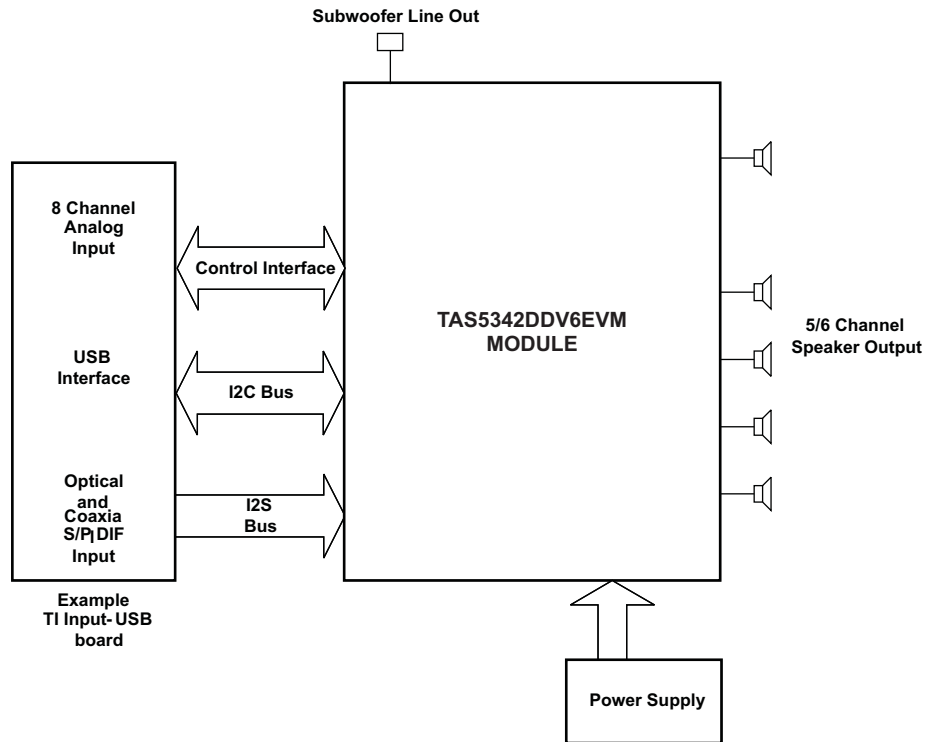 Subwoofer Line Out
8 Channel
Analog
Input
Control Interface
TAS5342DDV6EVM
MODULE
5/6 Channel
Speaker Output
USB
Interface
I2C Bus
Optical
and
Coaxia
S/PlDIF
Input
I2S
Bus
Example
TI Input-USB
board
Power Supply